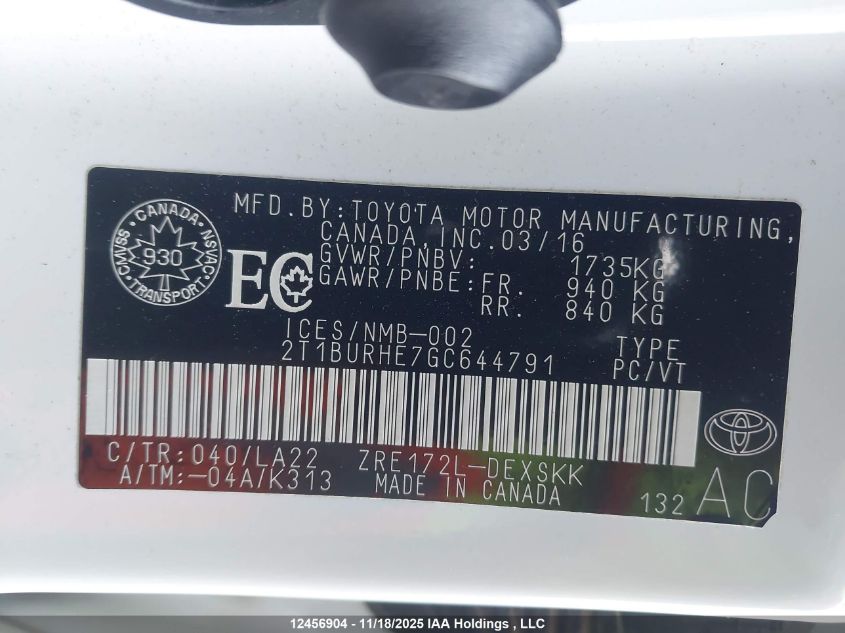 MFD.BY:TOYOTA MOTOR MANUFACTURING,
CANADA,INC.03/16
GVWR/PNBV: 1735KG
GAWR/PNBE:FR. 940 KG
RR. 840 KG
CANADA
CMVSS 930 NSVAC
TRANSPORT
EC
ICES/NMB-002
2T1BURHE7GC644791
TYPE
PC/VT
C/TR:040/LA22 ZRE172L-DEXSKK
A/TM:-04A/K313 MADE IN CANADA
132 AC
12456904 - 11/18/2025 IAA Holdings , LLC